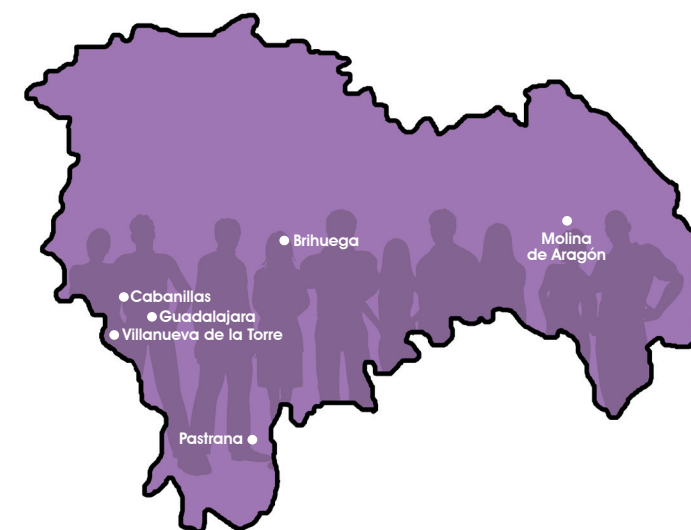 Brihuega
Molina
de Aragón
Cabanillas
Guadalajara
Villanueva de la Torre
Pastrana